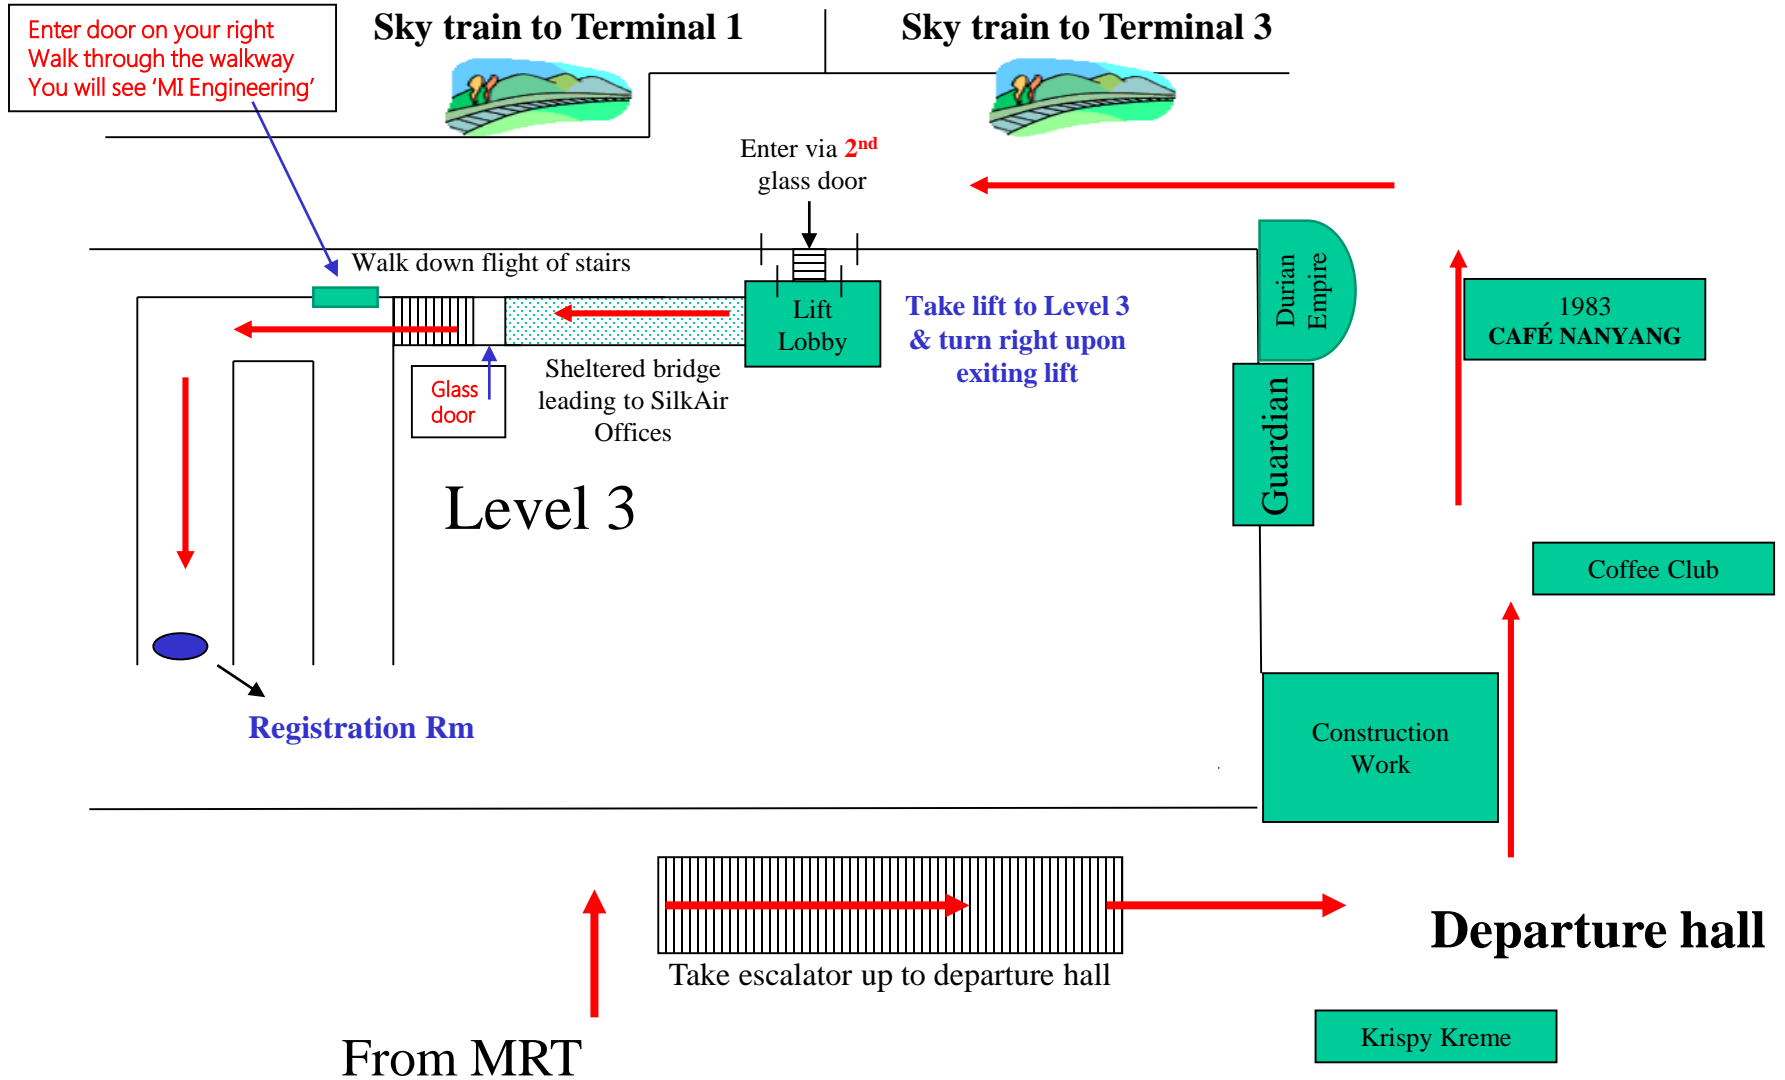 Enter door on your right
Walk through the walkway
You will see ‘MI Engineering’
Sky train to Terminal 1
Sky train to Terminal 3
Enter via 2nd
glass door
Walk down flight of stairs
Lift
Lobby
Take lift to Level 3
& turn right upon
exiting lift
Durian
Empire
1983
CAFÉ NANYANG
Glass
door
Sheltered bridge
leading to SilkAir
Offices
Guardian
Level 3
Coffee Club
Registration Rm
Construction
Work
Departure hall
Take escalator up to departure hall
From MRT
Krispy Kreme